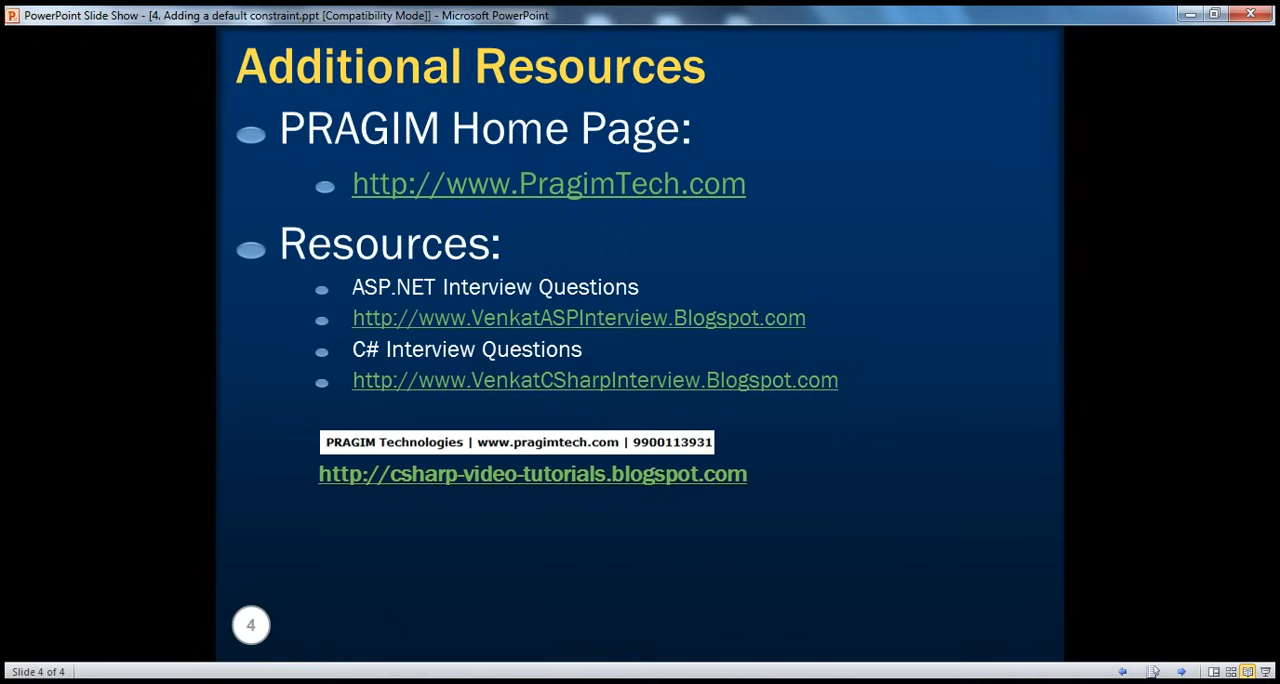 PowerPoint Slide Show - [4. Adding a default constraint.ppt [Compatibility Mode]] - Microsoft PowerPoint
Additional Resources
PRAGIM Home Page:
http://www.PragimTech.com
Resources:
ASP.NET Interview Questions
http://www.VenkatASPInterview.Blogspot.com
C# Interview Questions
http://www.VenkatCSharpInterview.Blogspot.com
PRAGIM Technologies | www.pragimtech.com | 9900113931
http://csharp-video-tutorials.blogspot.com
4
Slide 4 of 4